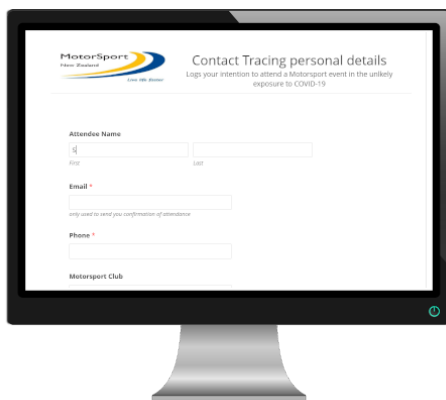 MotorSport
New Zealand
Live life faster
Contact Tracing personal details
Logs your intention to attend a Motorsport event in the unlikely
exposure to COVID-19
Attendee Name
S
First
Last
Email *
only used to send you confirmation of attendance
Phone *
Motorsport Club